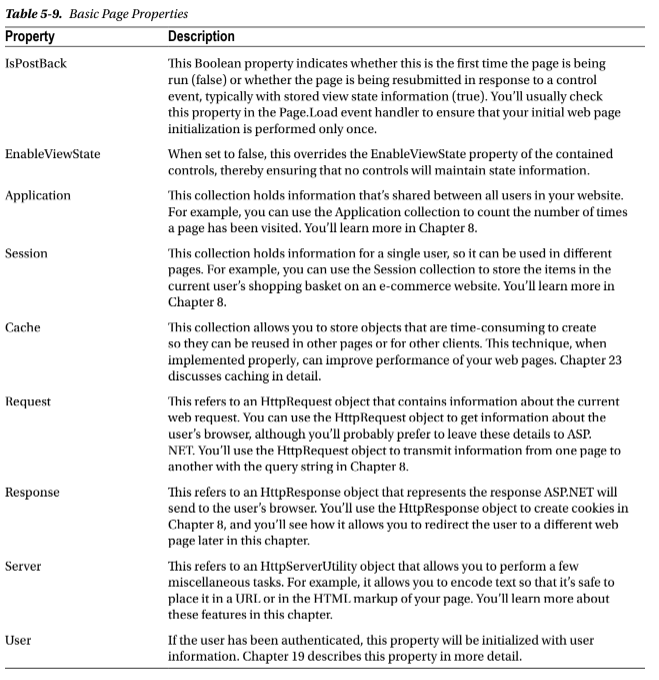 Table 5-9. Basic Page Properties
Property Description
IsPostBack This Boolean property indicates whether this is the first time the page is being
run (false) or whether the page is being resubmitted in response to a control
event, typically with stored view state information (true). You'll usually check
this property in the Page.Load event handler to ensure that your initial web page
initialization is performed only once.
EnableViewState When set to false, this overrides the EnableViewState property of the contained
controls, thereby ensuring that no controls will maintain state information.
Application This collection holds information that's shared between all users in your website.
For example, you can use the Application collection to count the number of times
a page has been visited. You'll learn more in Chapter 8.
Session This collection holds information for a single user, so it can be used in different
pages. For example, you can use the Session collection to store the items in the
current user's shopping basket on an e-commerce website. You'll learn more in
Chapter 8.
Cache This collection allows you to store objects that are time-consuming to create
so they can be reused in other pages or for other clients. This technique, when
implemented properly, can improve performance of your web pages. Chapter 23
discusses caching in detail.
Request This refers to an HttpRequest object that contains information about the current
web request. You can use the HttpRequest object to get information about the
user's browser, although you'll probably prefer to leave these details to ASP.
NET. You'll use the HttpRequest object to transmit information from one page to
another with the query string in Chapter 8.
Response This refers to an HttpResponse object that represents the response ASP.NET will
send to the user's browser. You'll use the HttpResponse object to create cookies in
Chapter 8, and you'll see how it allows you to redirect the user to a different web
page later in this chapter.
Server This refers to an HttpServerUtility object that allows you to perform a few
miscellaneous tasks. For example, it allows you to encode text so that it's safe to
place it in a URL or in the HTML markup of your page. You'll learn more about
these features in this chapter.
User If the user has been authenticated, this property will be initialized with user
information. Chapter 19 describes this property in more detail.